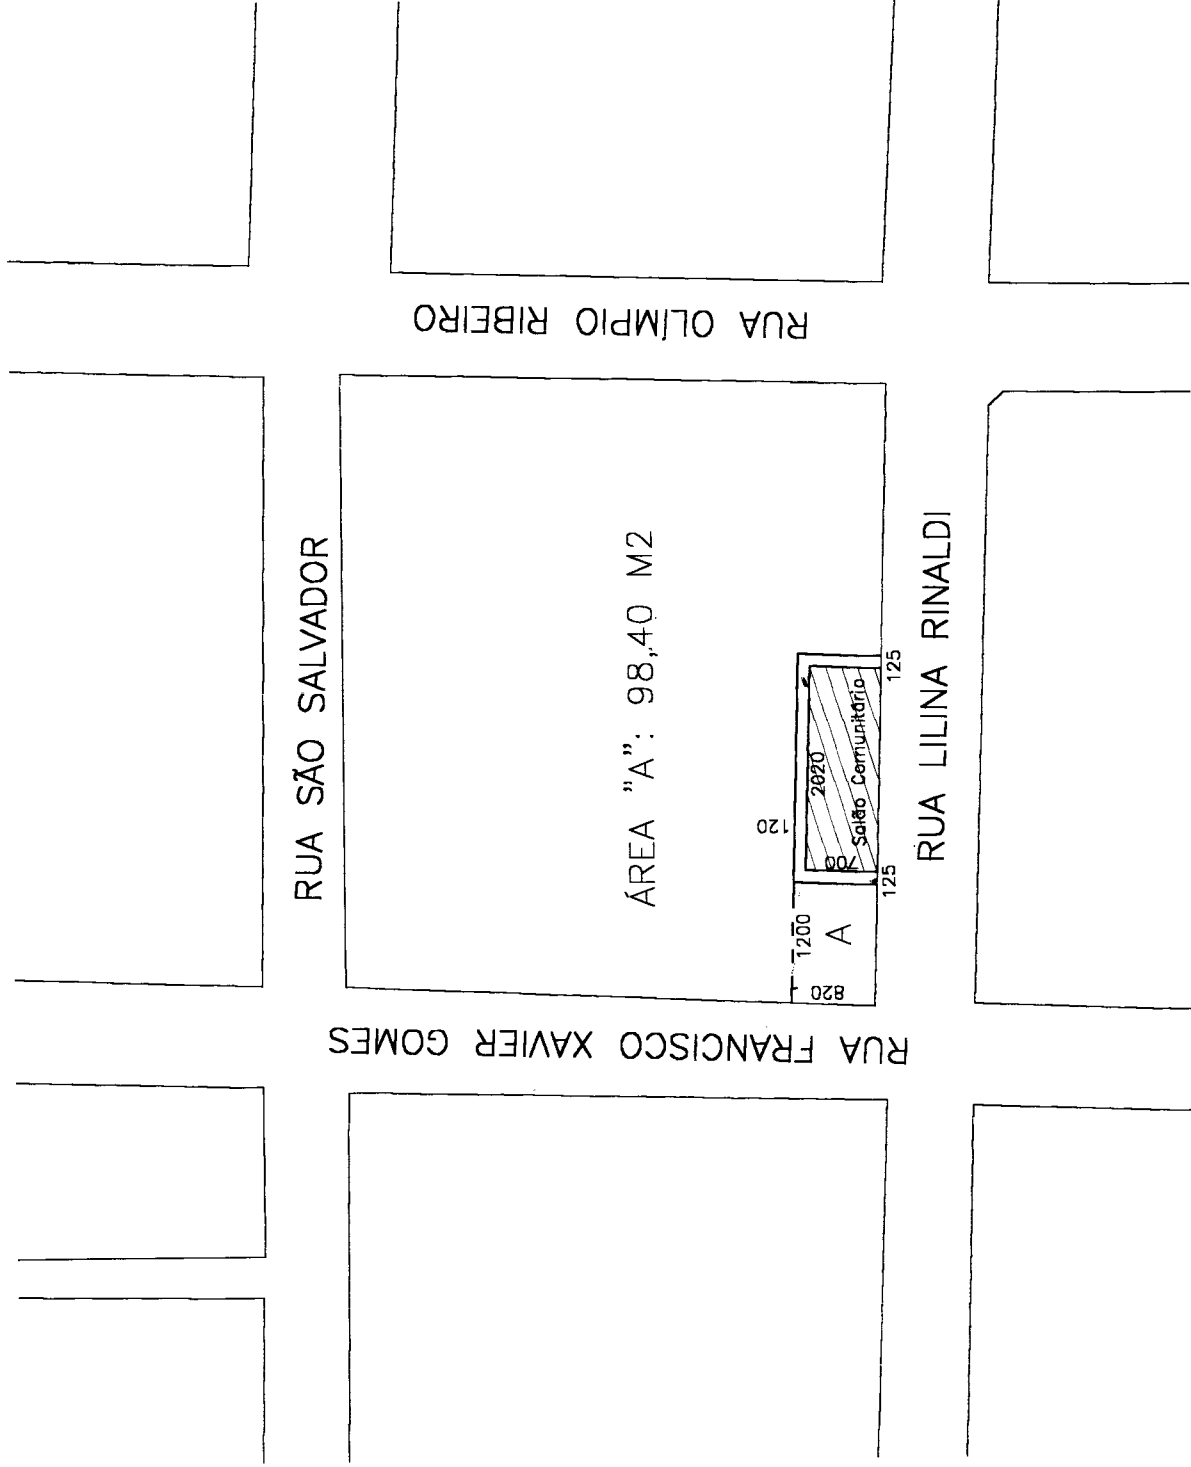 RUA OLÍMPIO RIBEIRO
RUA SÃO SALVADOR
ÁREA "A": 98,40 M2
RUA LILINA RINALDI
125
Salão Comunitário
2020
120
700
125
1200
A
820
RUA FRANCISCO XAVIER GOMES